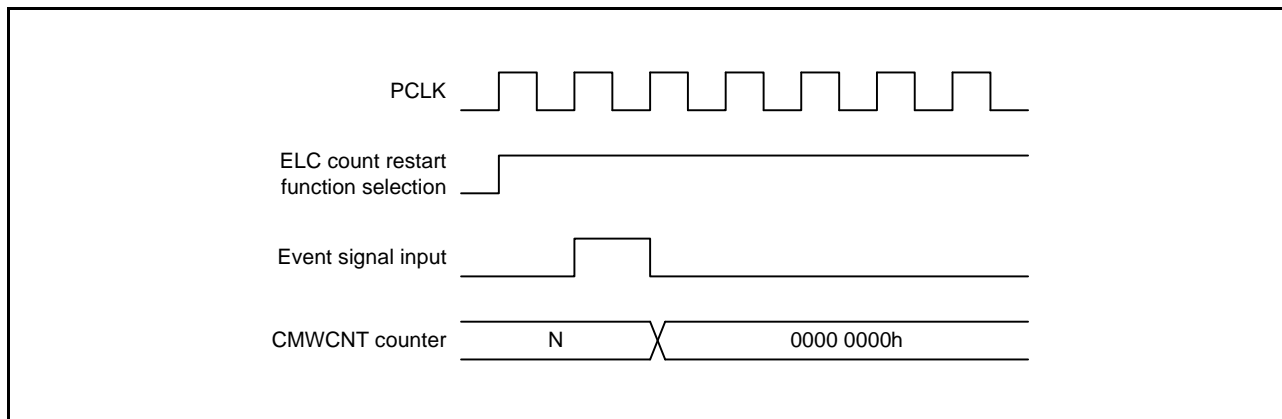 PCLK
ELC count restart
function selection
Event signal input
CMWCNT counter
N
0000 0000h